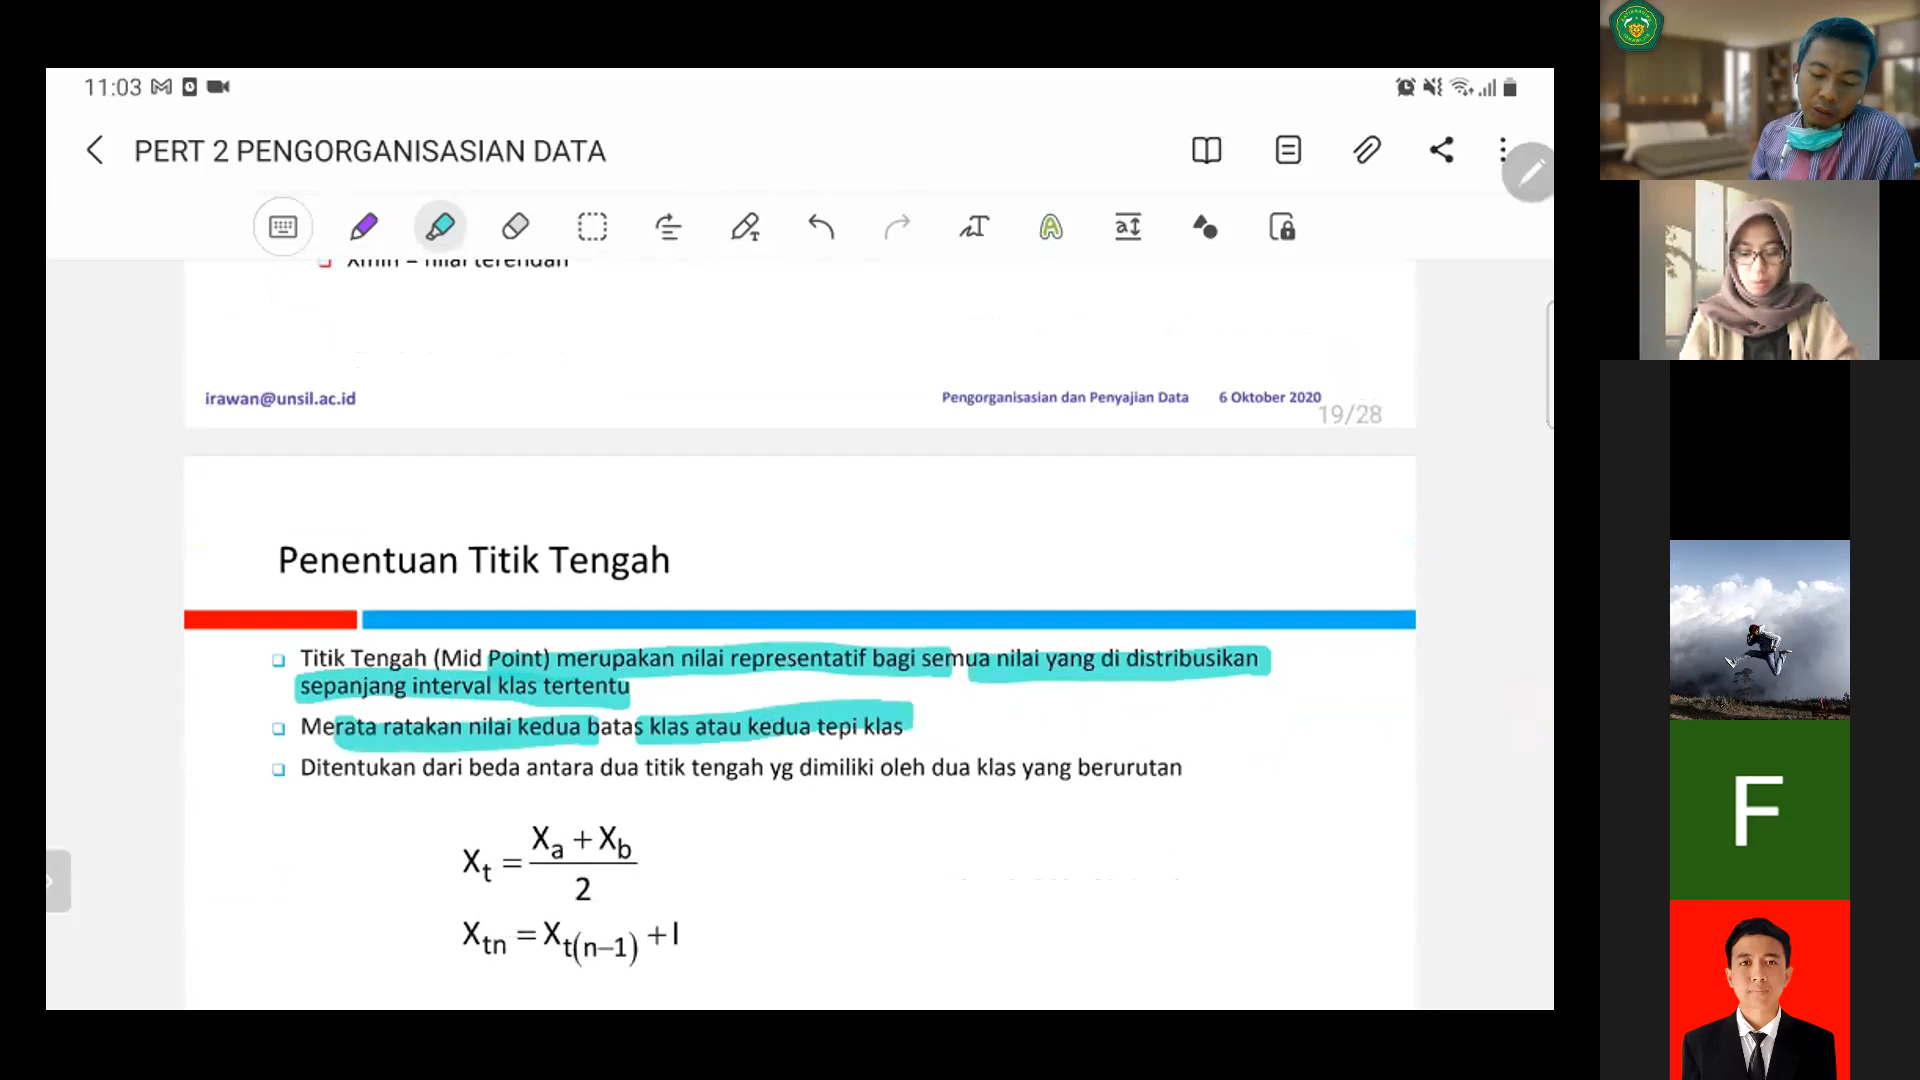 11:03
PERT 2 PENGORGANISASIAN DATA
Xmin = nilai terendah
irawan@unsil.ac.id
Pengorganisasian dan Penyajian Data 6 Oktober 2020
19/28
Penentuan Titik Tengah
Titik Tengah (Mid Point) merupakan nilai representatif bagi semua nilai yang di distribusikan
sepanjang interval klas tertentu
Merata ratakan nilai kedua batas klas atau kedua tepi klas
Ditentukan dari beda antara dua titik tengah yg dimiliki oleh dua klas yang berurutan
Xt = (Xa + Xb) / 2
Xtn = Xt(n−1) + I
F